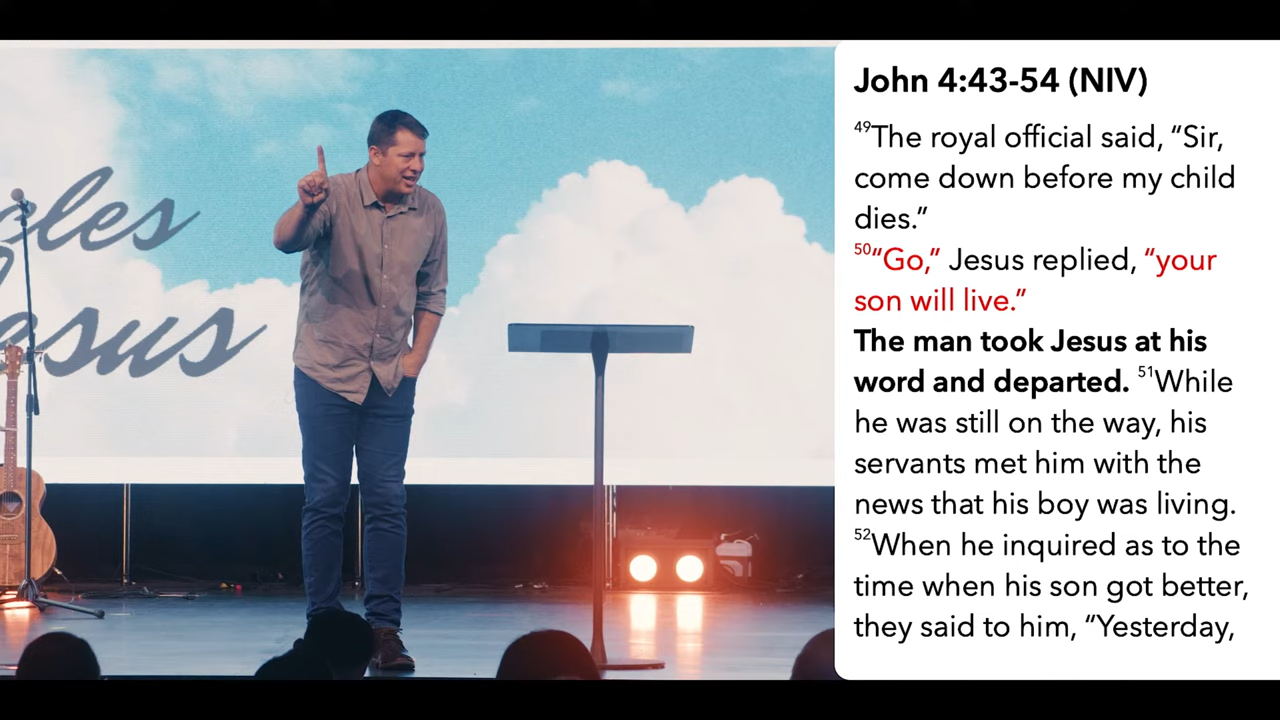 cles
esus
John 4:43-54 (NIV)
⁴⁹The royal official said, “Sir,
come down before my child
dies.”
⁵⁰“Go,” Jesus replied, “your
son will live.”
The man took Jesus at his
word and departed. ⁵¹While
he was still on the way, his
servants met him with the
news that his boy was living.
⁵²When he inquired as to the
time when his son got better,
they said to him, “Yesterday,